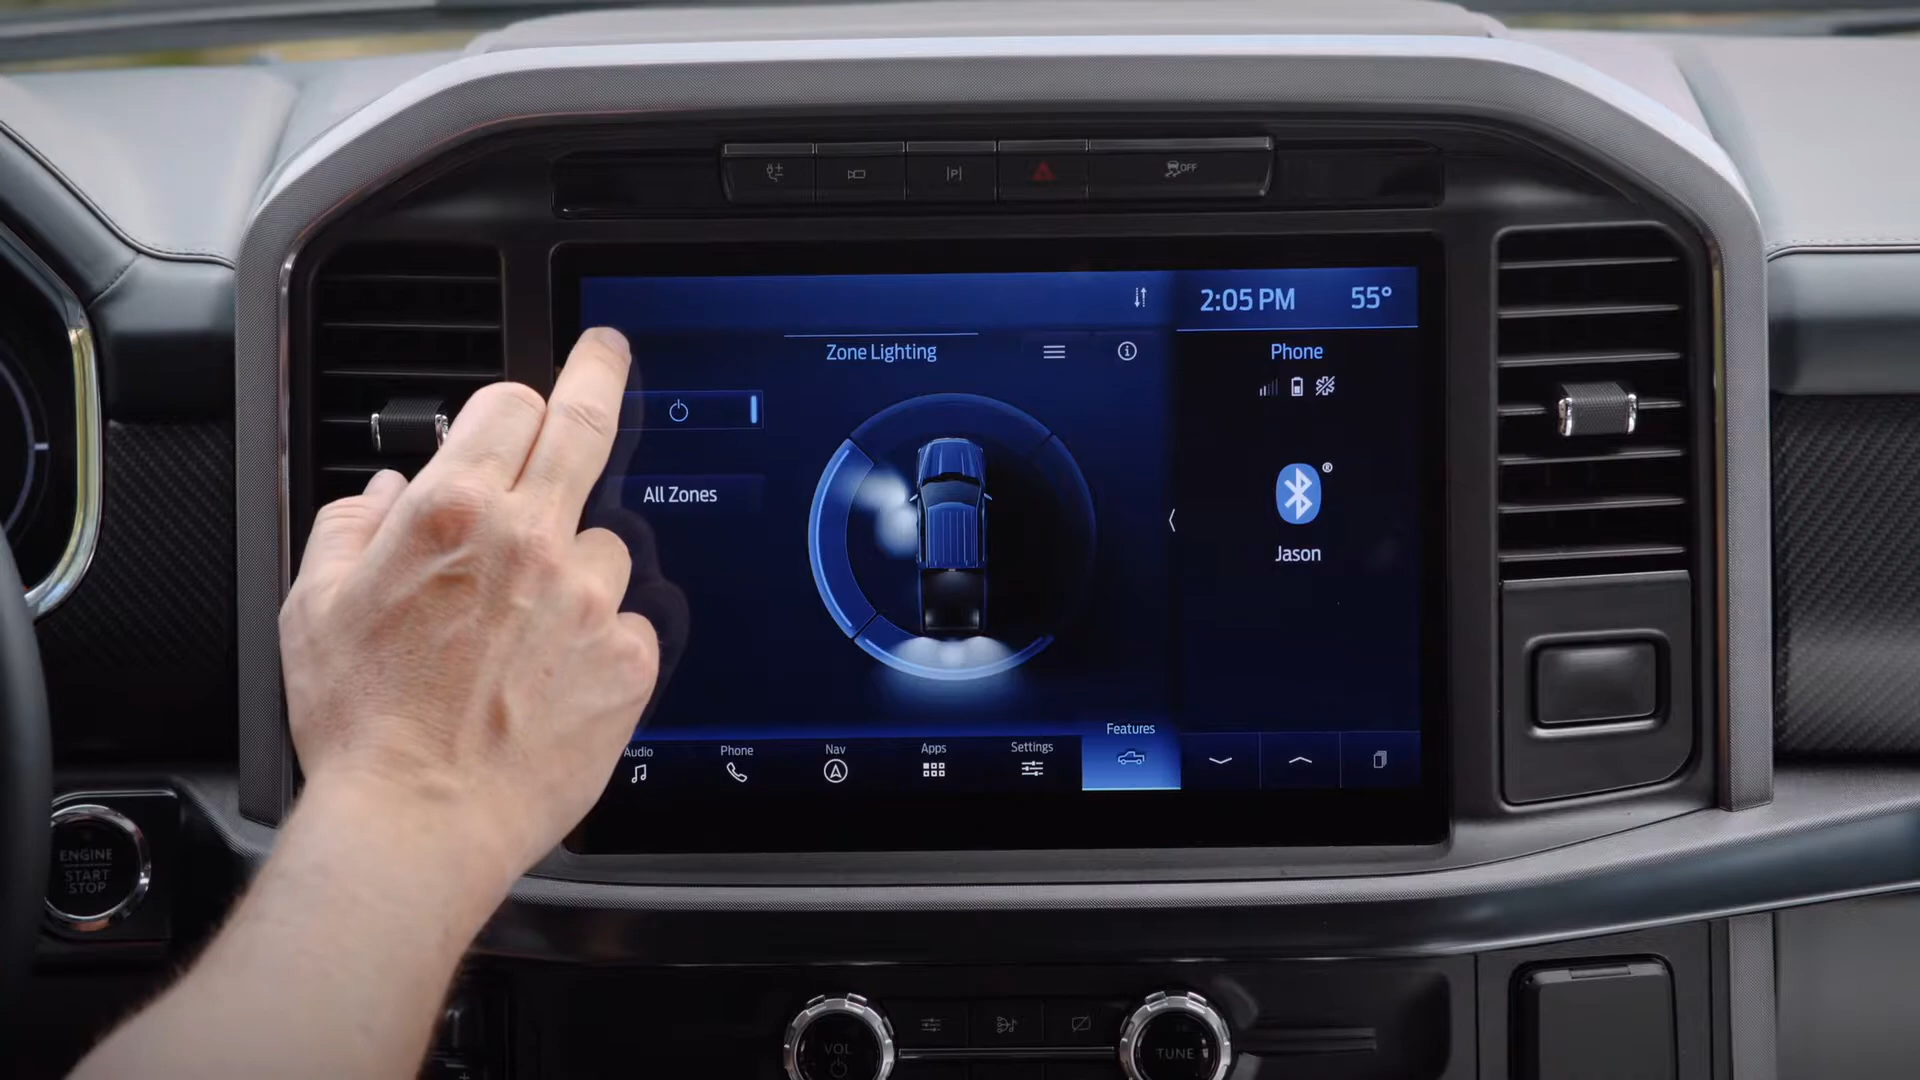 OFF
2:05 PM 55°
Zone Lighting
Phone
All Zones
®
Jason
Audio
Phone
Nav
Apps
Settings
Features
ENGINE
START
STOP
VOL
TUNE